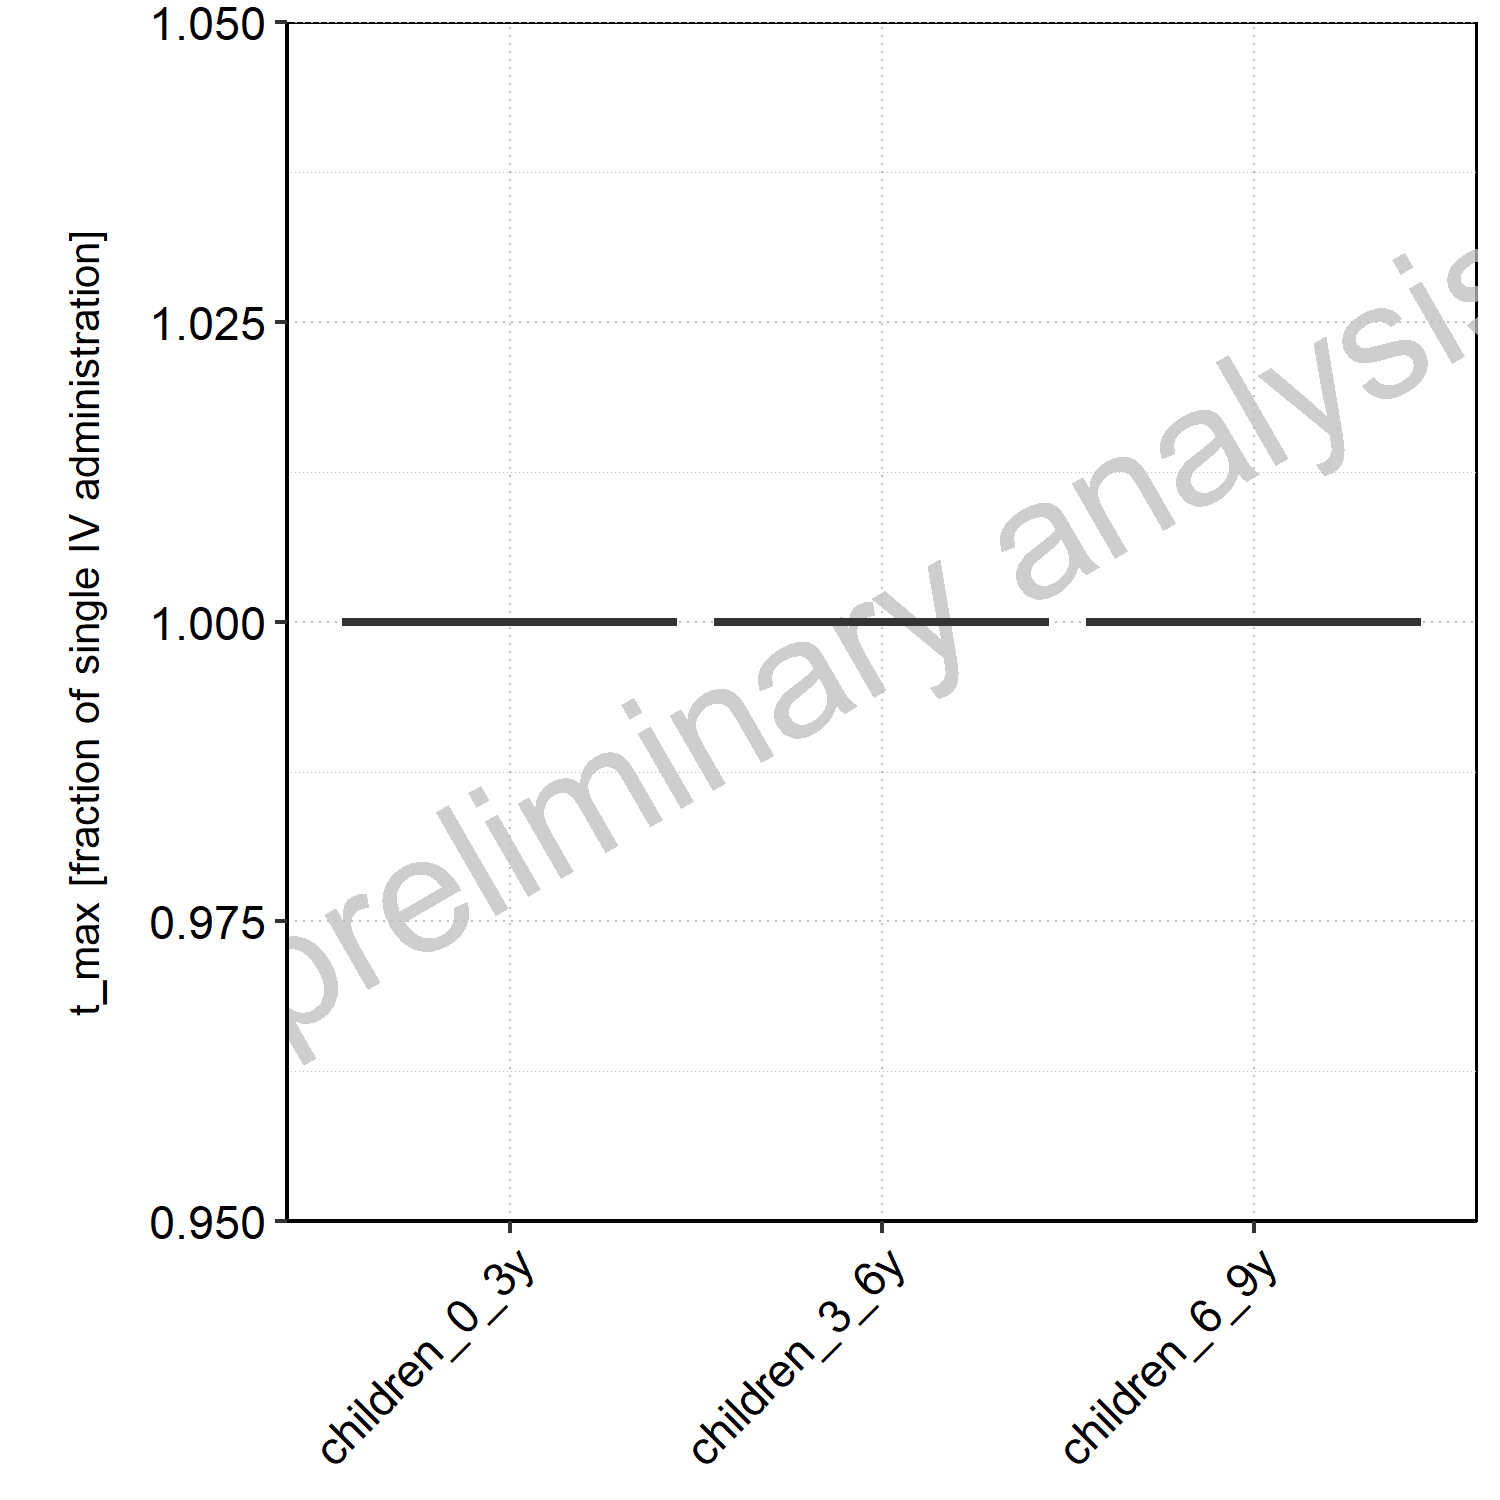 t_max [fraction of single IV administration]
1.050
1.025
1.000
0.975
0.950
preliminary analysis
children_0_3y
children_3_6y
children_6_9y